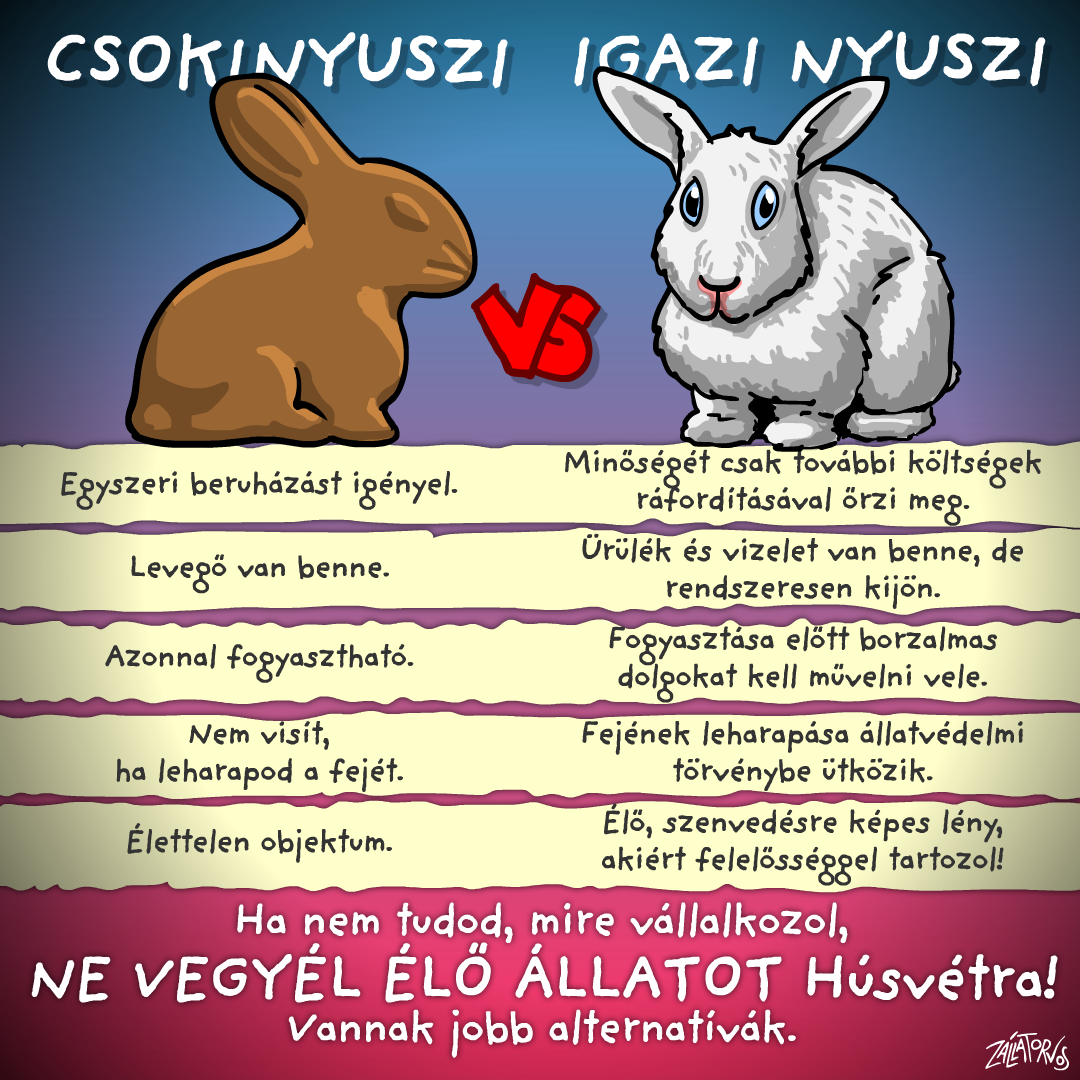 CSOKINYUSZI
IGAZI NYUSZI
VS
Egyszeri beruházást igényel.
Minőségét csak további költségek
ráfordításával őrzi meg.
Levegő van benne.
Ürülék és vizelet van benne, de
rendszeresen kijön.
Azonnal fogyasztható.
Fogyasztása előtt borzalmas
dolgokat kell művelni vele.
Nem visít,
ha leharapod a fejét.
Fejének leharapása állatvédelmi
törvénybe ütközik.
Élettelen objektum.
Élő, szenvedésre képes lény,
akiért felelősséggel tartozol!
Ha nem tudod, mire vállalkozol,
NE VEGYÉL ÉLŐ ÁLLATOT Húsvétra!
Vannak jobb alternatívák.